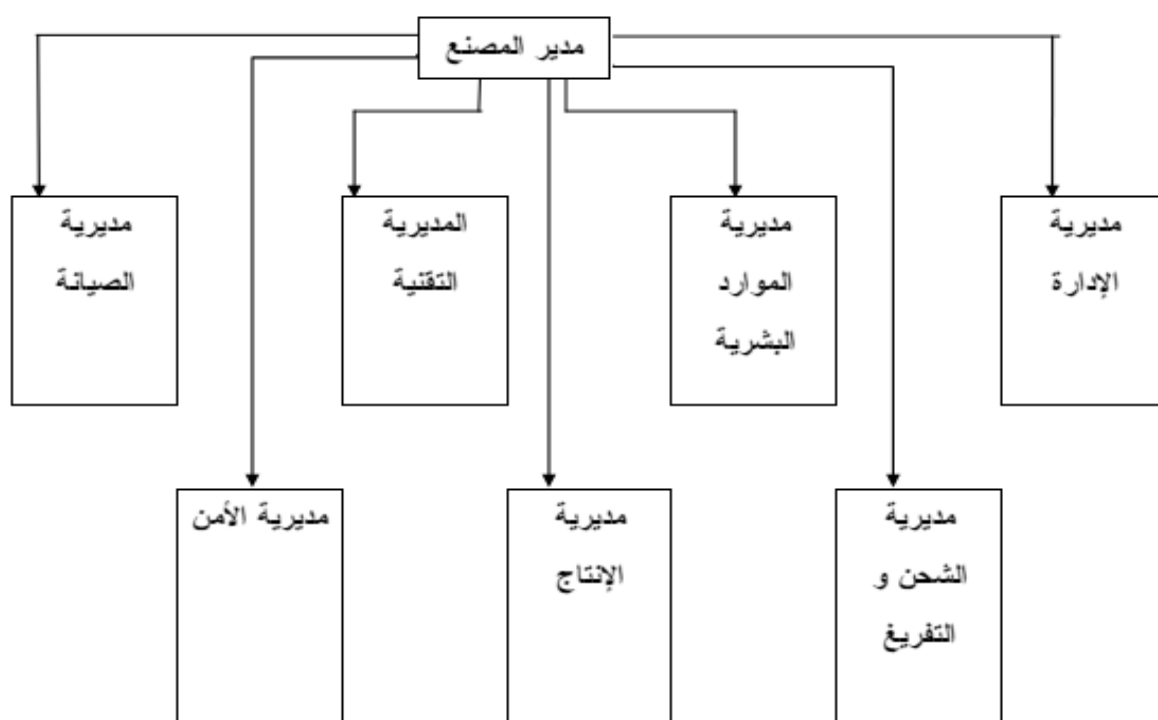 مدير المصنع
مديرية
الإدارة
مديرية
الموارد
البشرية
المديرية
التقنية
مديرية
الصيانة
مديرية
الشحن و
التفريغ
مديرية
الإنتاج
مديرية الأمن